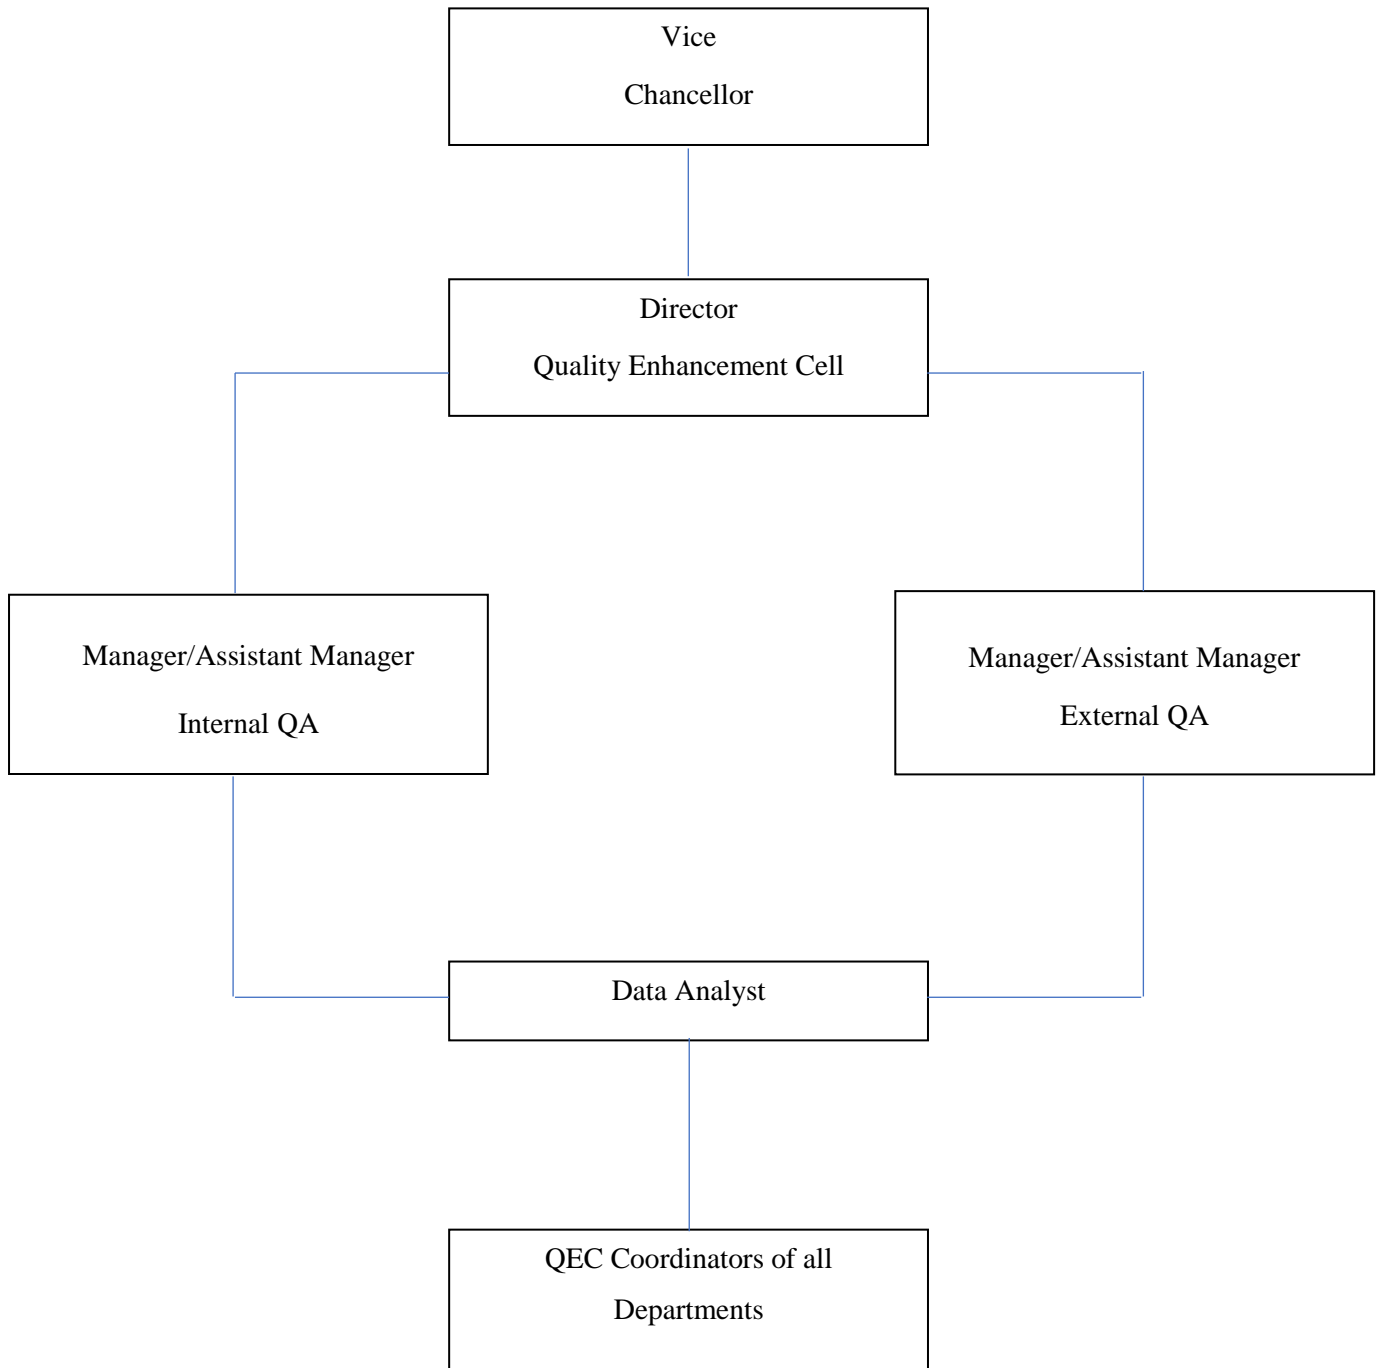 Vice
Chancellor
Director
Quality Enhancement Cell
Manager/Assistant Manager
Internal QA
Manager/Assistant Manager
External QA
Data Analyst
QEC Coordinators of all
Departments